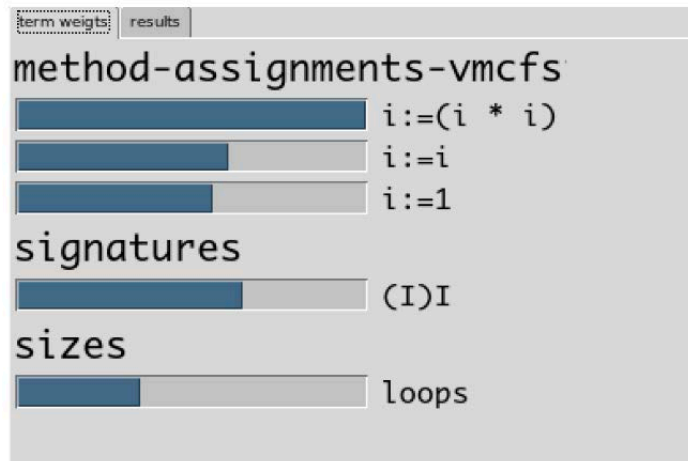 term weigts results
method-assignments-vmcfs
i:=(i * i)
i:=i
i:=1
signatures
(I)I
sizes
loops